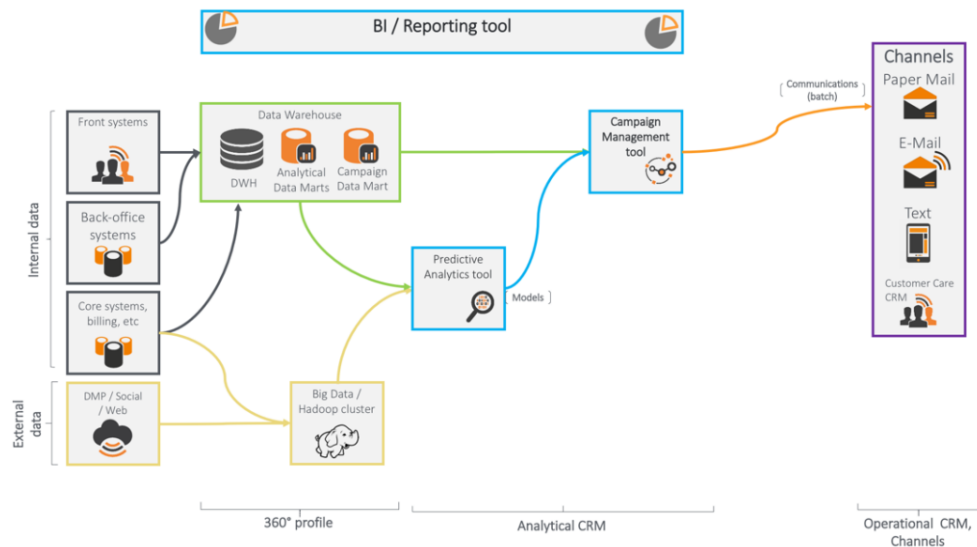 BI / Reporting tool
Internal data
Front systems
Back-office
systems
Core systems,
billing, etc
External
data
DMP / Social
/ Web
Data Warehouse
DWH
Analytical
Data Marts
Campaign
Data Mart
Big Data /
Hadoop cluster
Predictive
Analytics tool
Models
Campaign
Management
tool
Communications
(batch)
Channels
Paper Mail
E-Mail
Text
Customer Care
CRM
360° profile
Analytical CRM
Operational CRM,
Channels